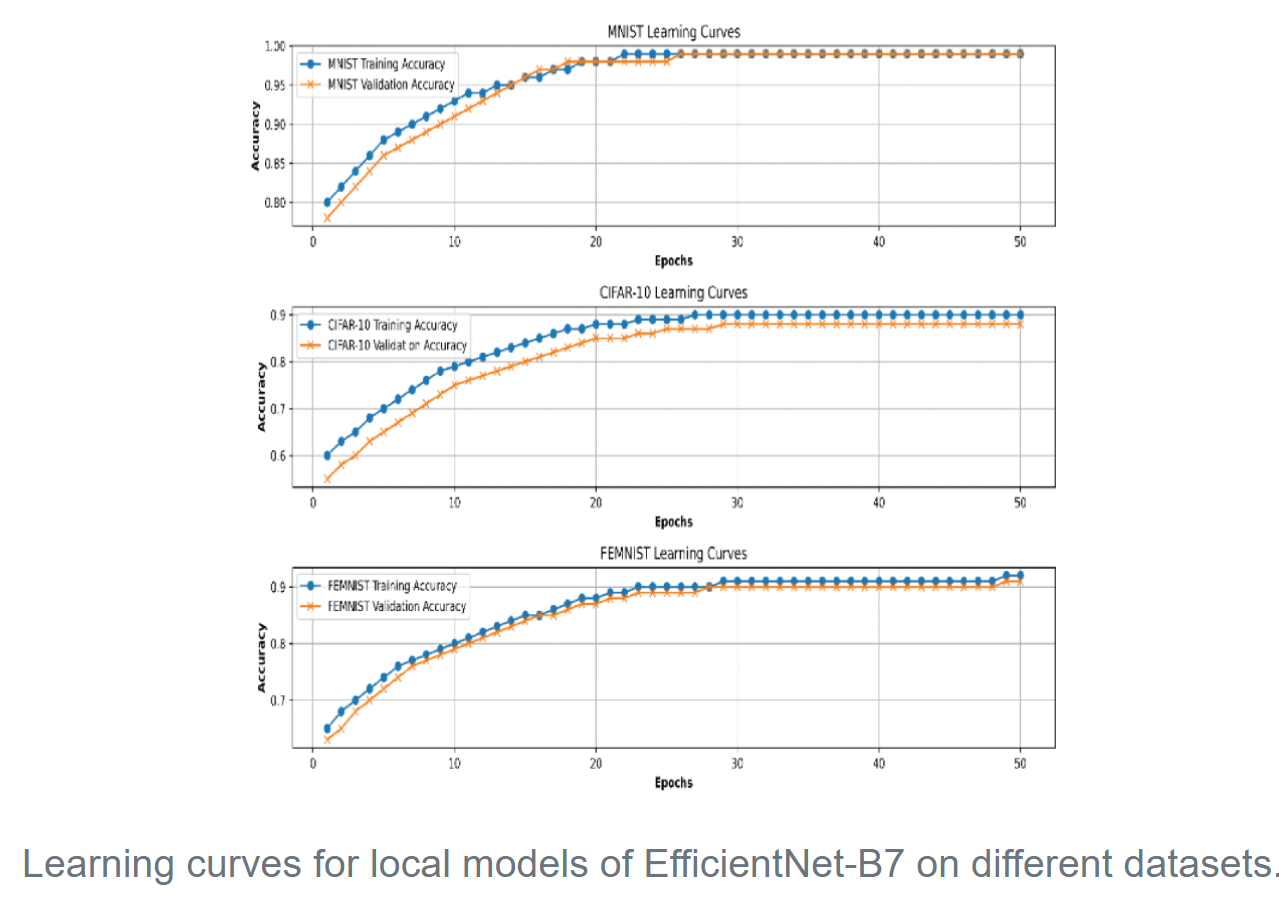 MNIST Learning Curves
1.00
MNIST Training Accuracy
MNIST Validation Accuracy
0.95
0.90
0.85
0.80
Accuracy
0 10 20 30 40 50
Epochs
CIFAR-10 Learning Curves
0.9
CIFAR-10 Training Accuracy
CIFAR-10 Validat on Accuracy
0.8
0.7
0.6
Accuracy
0 10 20 30 40 50
Epochs
FEMNIST Learning Curves
0.9
FEMNIST Training Accuracy
FEMNIST Validation Accuracy
0.8
0.7
Accuracy
0 10 20 30 40 50
Epochs
Learning curves for local models of EfficientNet-B7 on different datasets.